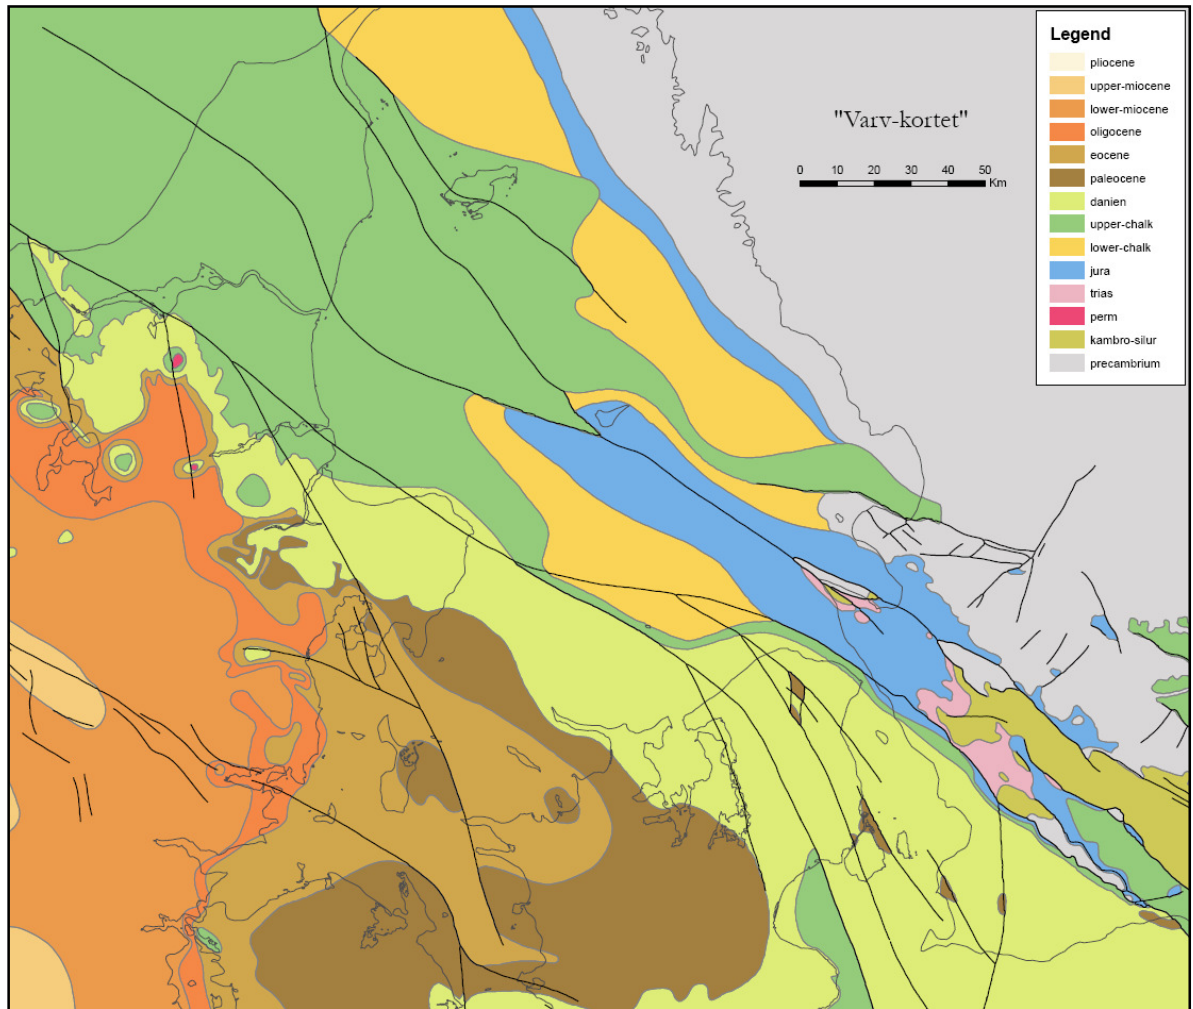 Legend
pliocene
upper-miocene
lower-miocene
oligocene
eocene
paleocene
danien
upper-chalk
lower-chalk
jura
trias
perm
kambro-silur
precambrium
"Varv-kortet"
0 10 20 30 40 50
Km